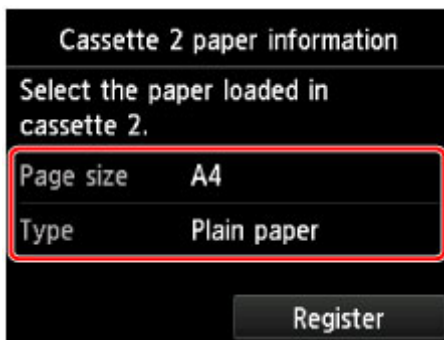 Cassette 2 paper information
Select the paper loaded in
cassette 2.
Page size A4
Type Plain paper
Register